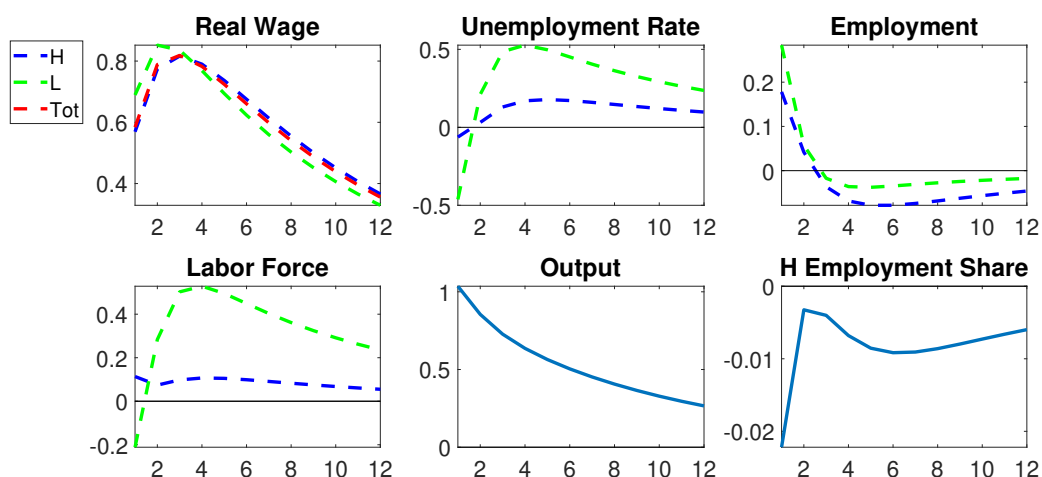 Real Wage
Unemployment Rate
Employment
H
L
Tot
0.8
0.6
0.4
2 4 6 8 10 12
0.5
0
-0.5
2 4 6 8 10 12
0.2
0.1
0
2 4 6 8 10 12
Labor Force
Output
H Employment Share
0.4
0.2
0
-0.2
2 4 6 8 10 12
1
0.5
0
2 4 6 8 10 12
0
-0.01
-0.02
2 4 6 8 10 12